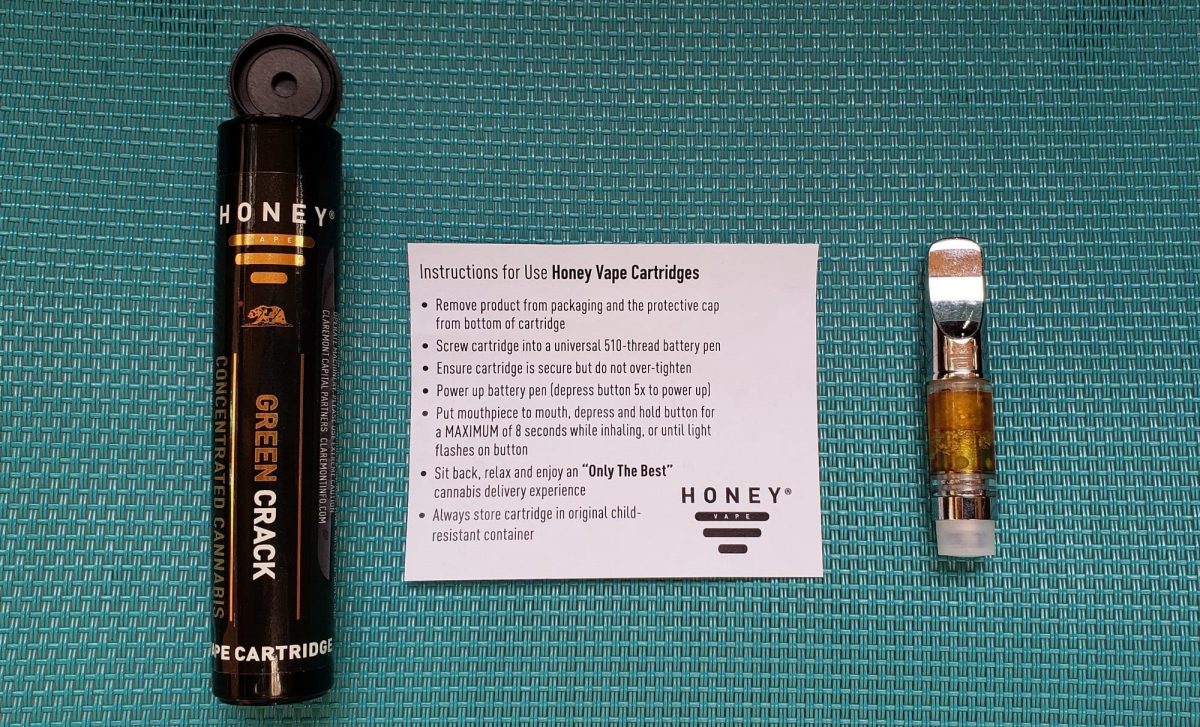 HONEY®
VAPE
GREEN CRACK
CONCENTRATED CANNABIS
CLAREMONT CAPITAL PARTNERS CLAREMONTINFO.COM
APE CARTRIDGE
Instructions for Use Honey Vape Cartridges
• Remove product from packaging and the protective cap
from bottom of cartridge
• Screw cartridge into a universal 510-thread battery pen
• Ensure cartridge is secure but do not over-tighten
• Power up battery pen (depress button 5x to power up)
• Put mouthpiece to mouth, depress and hold button for
a MAXIMUM of 8 seconds while inhaling, or until light
flashes on button
• Sit back, relax and enjoy an “Only The Best”
cannabis delivery experience
• Always store cartridge in original child-
resistant container
HONEY®
VAPE